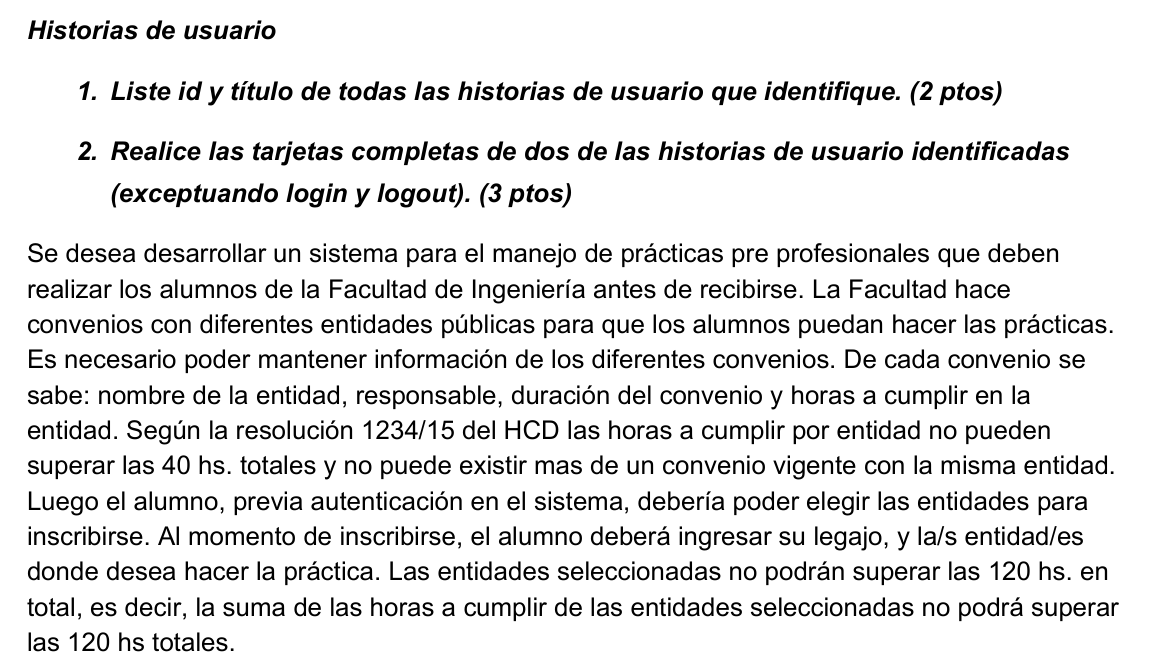 Historias de usuario
1. Liste id y título de todas las historias de usuario que identifique. (2 ptos)
2. Realice las tarjetas completas de dos de las historias de usuario identificadas
(exceptuando login y logout). (3 ptos)
Se desea desarrollar un sistema para el manejo de prácticas pre profesionales que deben
realizar los alumnos de la Facultad de Ingeniería antes de recibirse. La Facultad hace
convenios con diferentes entidades públicas para que los alumnos puedan hacer las prácticas.
Es necesario poder mantener información de los diferentes convenios. De cada convenio se
sabe: nombre de la entidad, responsable, duración del convenio y horas a cumplir en la
entidad. Según la resolución 1234/15 del HCD las horas a cumplir por entidad no pueden
superar las 40 hs. totales y no puede existir mas de un convenio vigente con la misma entidad.
Luego el alumno, previa autenticación en el sistema, debería poder elegir las entidades para
inscribirse. Al momento de inscribirse, el alumno deberá ingresar su legajo, y la/s entidad/es
donde desea hacer la práctica. Las entidades seleccionadas no podrán superar las 120 hs. en
total, es decir, la suma de las horas a cumplir de las entidades seleccionadas no podrá superar
las 120 hs totales.